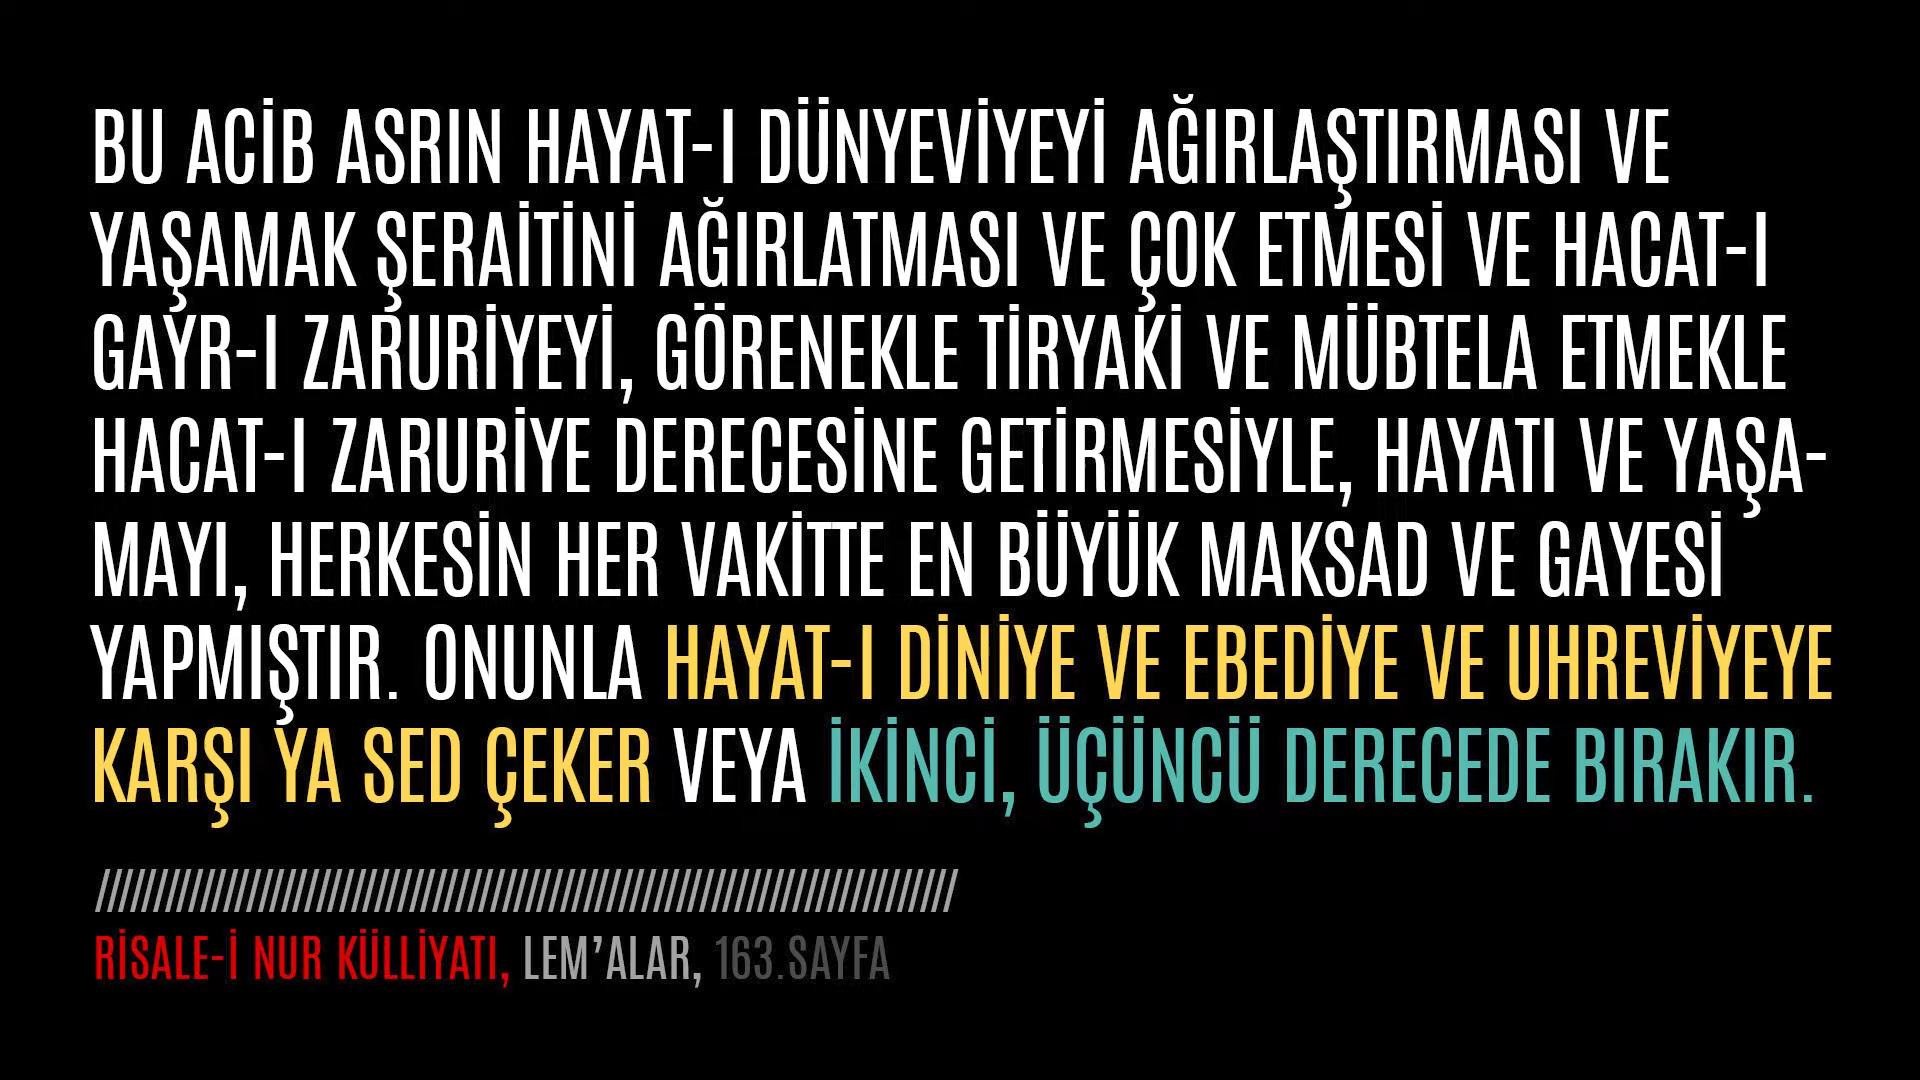 BU ACİB ASRIN HAYAT-I DÜNYEVİYEYİ AĞIRLAŞTIRMASI VE
YAŞAMAK ŞERAİTİNİ AĞIRLATMASI VE ÇOK ETMESİ VE HACAT-I
GAYR-I ZARURİYEYİ, GÖRENEKLE TİRYAKİ VE MÜBTELA ETMEKLE
HACAT-I ZARURİYE DERECESİNE GETİRMESİYLE, HAYATI VE YAŞA-
MAYI, HERKESİN HER VAKİTTE EN BÜYÜK MAKSAD VE GAYESİ
YAPMIŞTIR. ONUNLA HAYAT-I DİNİYE VE EBEDİYE VE UHREVİYEYE
KARŞI YA SED ÇEKER VEYA İKİNCİ, ÜÇÜNCÜ DERECEDE BIRAKIR.
RİSALE-İ NUR KÜLLİYATI, LEM'ALAR, 163.SAYFA